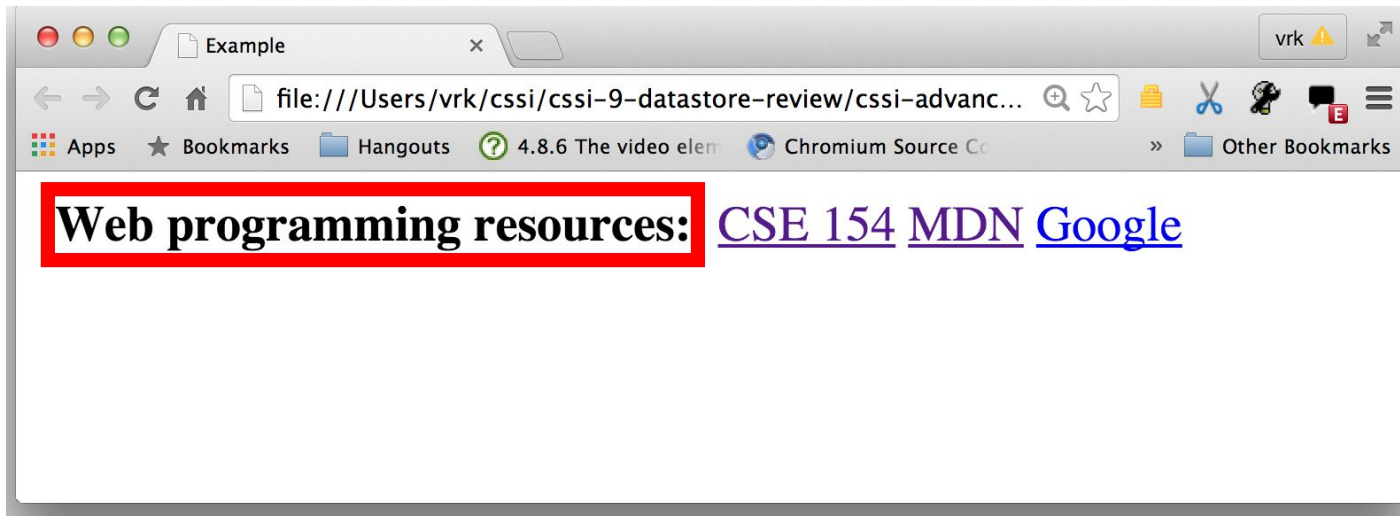 Example
vrk
file:///Users/vrk/cssi/cssi-9-datastore-review/cssi-advanc...
E
Apps Bookmarks Hangouts 4.8.6 The video elem Chromium Source Co » Other Bookmarks
Web programming resources: CSE 154 MDN Google